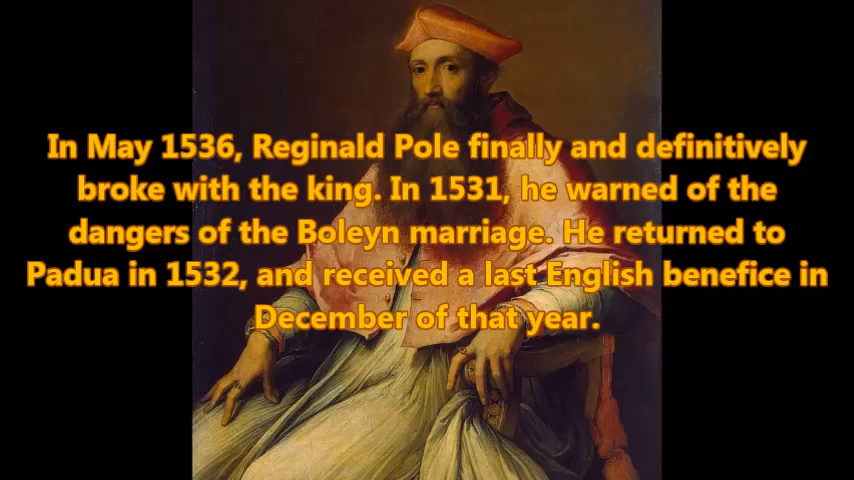 In May 1536, Reginald Pole finally and definitively
broke with the king. In 1531, he warned of the
dangers of the Boleyn marriage. He returned to
Padua in 1532, and received a last English benefice in
December of that year.